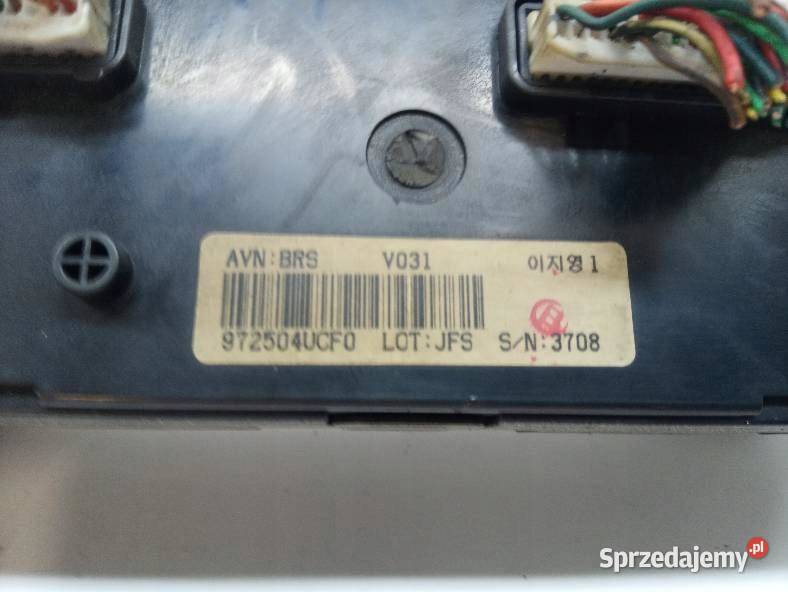 AVN:BRS V031 이지영1
972504UCF0 LOT:JFS S/N:3708
Sprzedajemy.pl